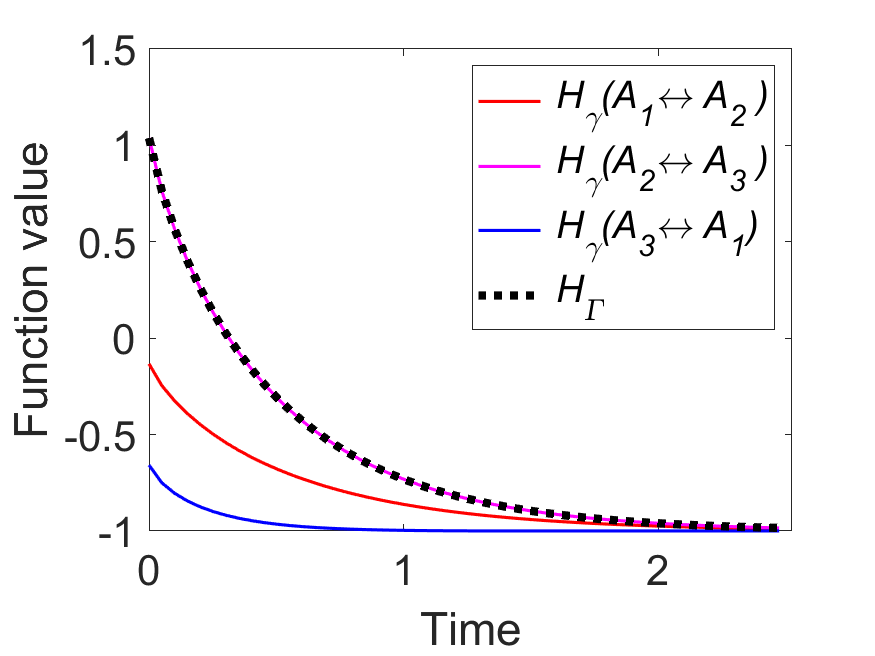 1.5
1
0.5
0
-0.5
-1
Function value
0
1
2
Time
H_γ(A_1↔A_2)
H_γ(A_2↔A_3)
H_γ(A_3↔A_1)
H_Γ